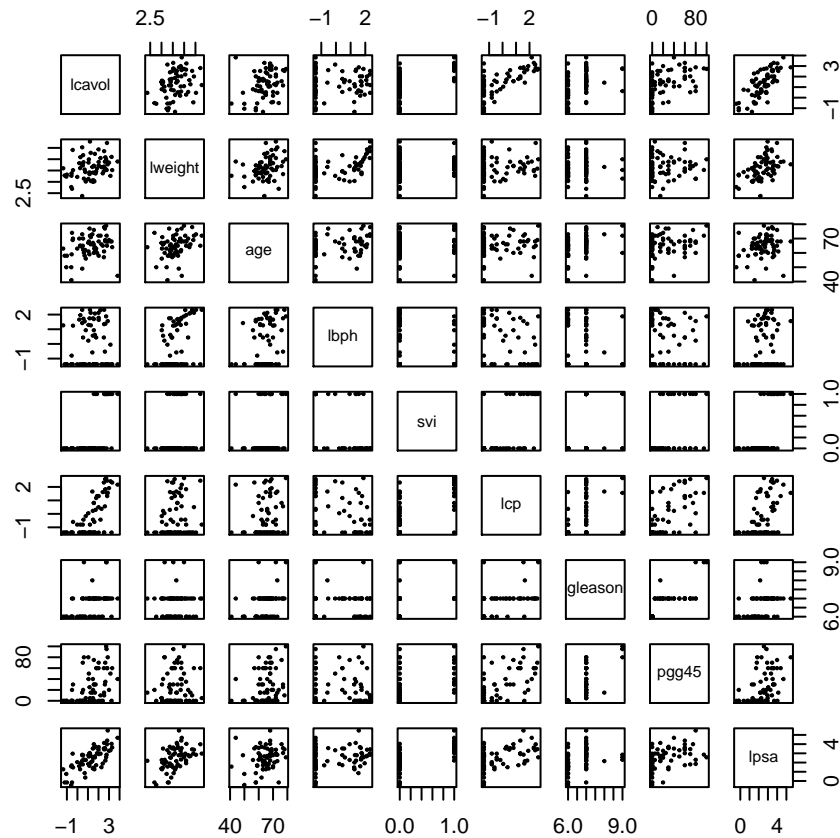 2.5 −1 2 −1 2 0 80
lcavol −1 3
2.5 lweight
age 40 70
−1 2 lbph
svi 0.0 1.0
−1 2 lcp
gleason 6.0 9.0
0 80 pgg45
lpsa 0 4
−1 3 40 70 0.0 1.0 6.0 9.0 0 4